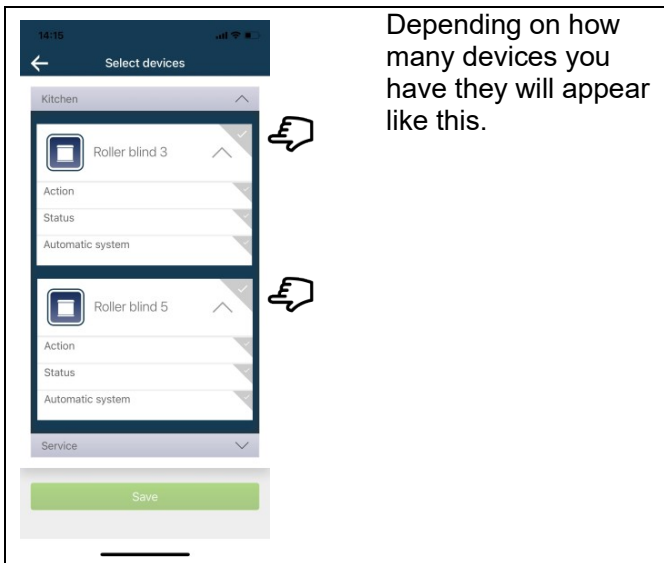 14:15
Select devices
Kitchen
Roller blind 3
Action
Status
Automatic system
Roller blind 5
Action
Status
Automatic system
Service
Save
Depending on how
many devices you
have they will appear
like this.